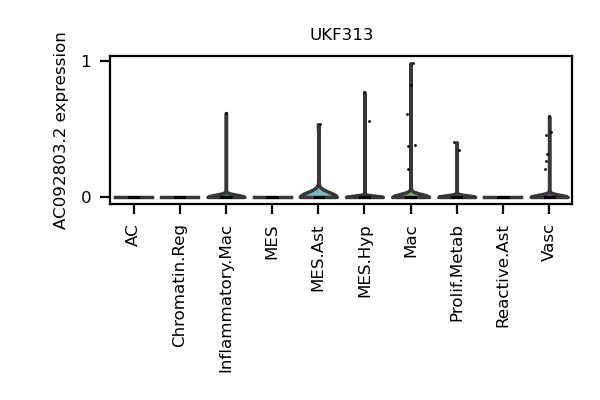 UKF313
AC092803.2 expression
1
0
AC
Chromatin.Reg
Inflammatory.Mac
MES
MES.Ast
MES.Hyp
Mac
Prolif.Metab
Reactive.Ast
Vasc